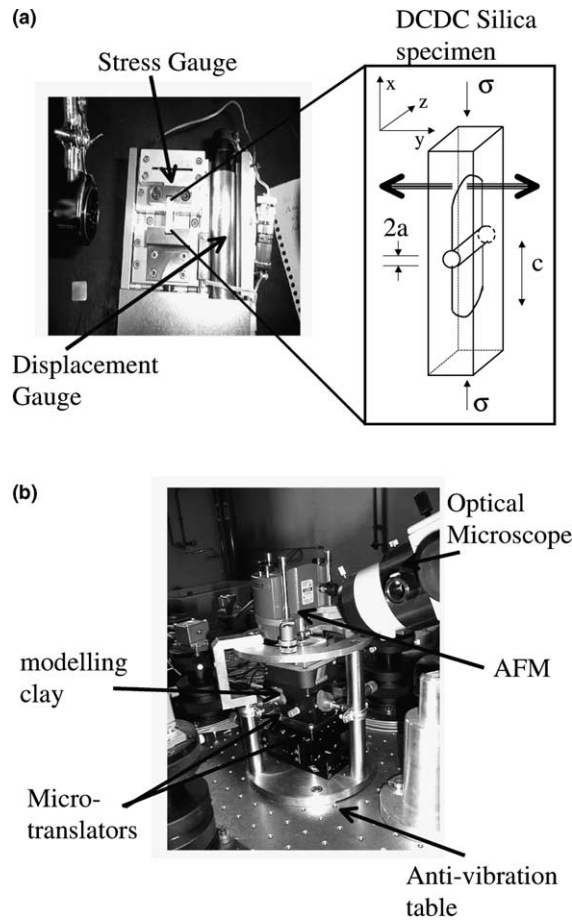 (a)
DCDC Silica
specimen
Stress Gauge
x
z
y
σ
2a
c
Displacement
Gauge
σ
(b)
Optical
Microscope
modelling
clay
AFM
Micro-
translators
Anti-vibration
table